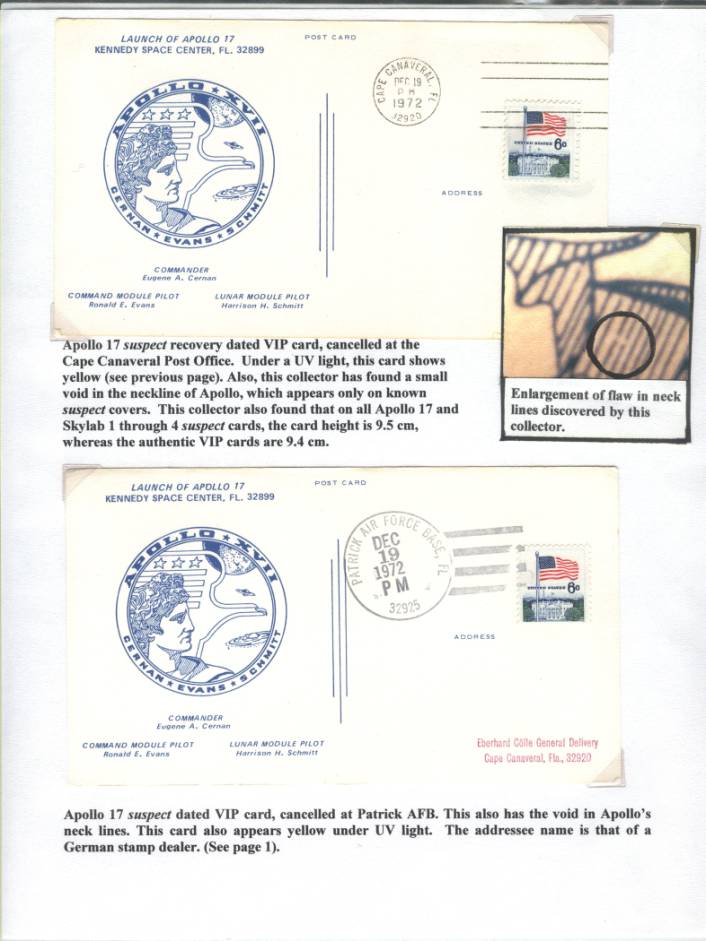 LAUNCH OF APOLLO 17
KENNEDY SPACE CENTER, FL. 32899
POST CARD
CAPE CANAVERAL, FL
DEC 19
PM
1972
32920
UNITED STATES 6c
ADDRESS
APOLLO XVII
CERNAN ★ EVANS ★ SCHMITT
COMMANDER
Eugene A. Cernan
COMMAND MODULE PILOT
Ronald E. Evans
LUNAR MODULE PILOT
Harrison H. Schmitt
Apollo 17 suspect recovery dated VIP card, cancelled at the
Cape Canaveral Post Office. Under a UV light, this card shows
yellow (see previous page). Also, this collector has found a small
void in the neckline of Apollo, which appears only on known
suspect covers. This collector also found that on all Apollo 17 and
Skylab 1 through 4 suspect cards, the card height is 9.5 cm,
whereas the authentic VIP cards are 9.4 cm.
Enlargement of flaw in neck
lines discovered by this
collector.
LAUNCH OF APOLLO 17
KENNEDY SPACE CENTER, FL. 32899
POST CARD
PATRICK AIR FORCE BASE, FL
DEC
19
1972
PM
32925
UNITED STATES 6c
ADDRESS
APOLLO XVII
CERNAN ★ EVANS ★ SCHMITT
COMMANDER
Eugene A. Cernan
COMMAND MODULE PILOT
Ronald E. Evans
LUNAR MODULE PILOT
Harrison H. Schmitt
Eberhard Cölle General Delivery
Cape Canaveral, Fla., 32920
Apollo 17 suspect dated VIP card, cancelled at Patrick AFB. This also has the void in Apollo's
neck lines. This card also appears yellow under UV light. The addressee name is that of a
German stamp dealer. (See page 1).